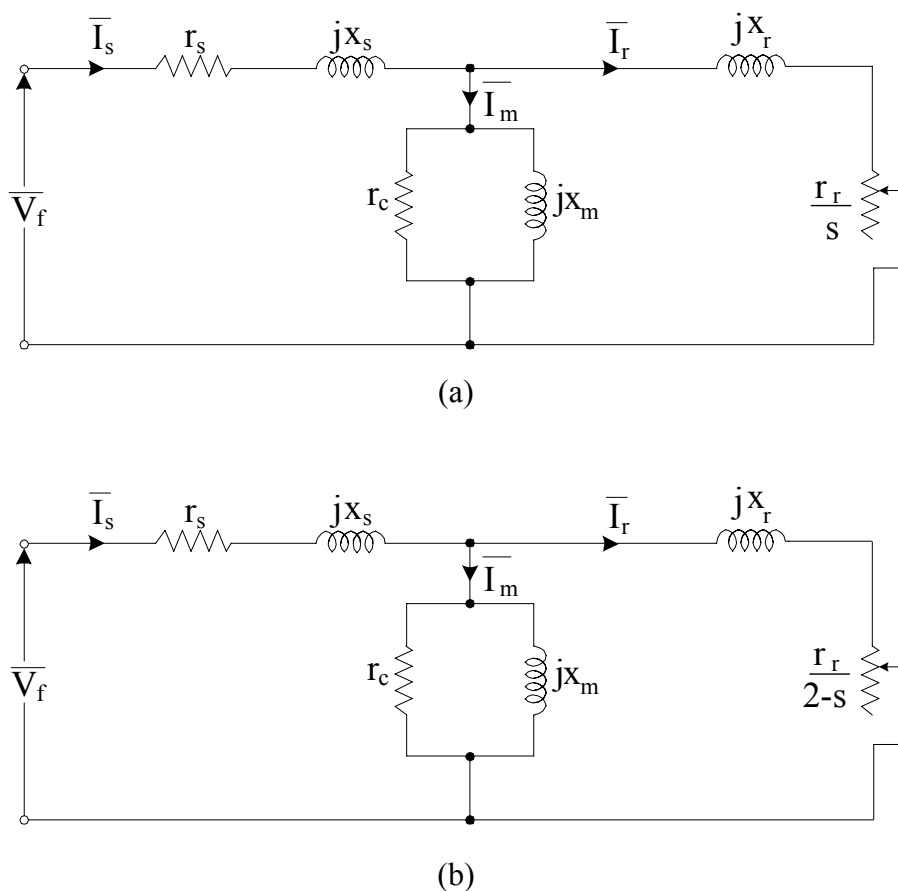 I̅s rs jxs I̅r jxr
I̅m
V̅f rc jxm rr/s
(a)
I̅s rs jxs I̅r jxr
I̅m
V̅f rc jxm rr/2-s
(b)